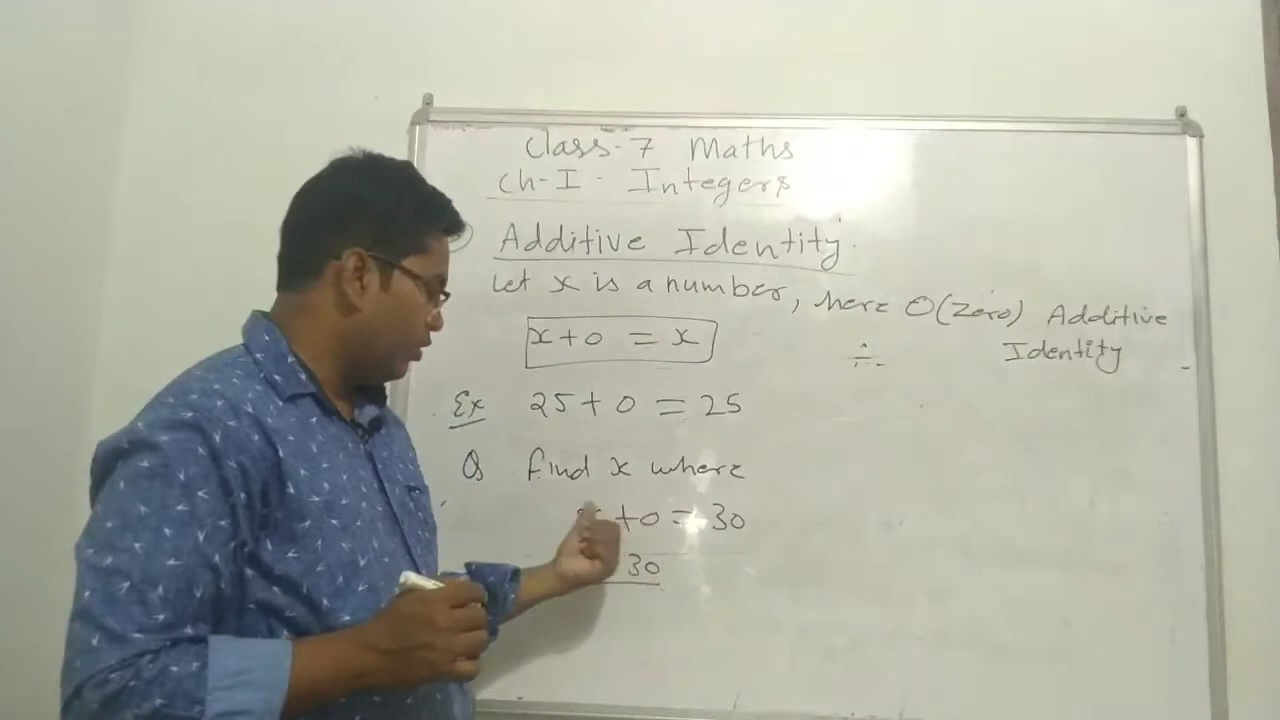 Class-7 Maths
Ch-I - Integers
Additive Identity
Let x is a number, here 0 (Zero) Additive
Identity
x + 0 = x
Ex 25 + 0 = 25
Q Find x where
+ 0 = 30
30